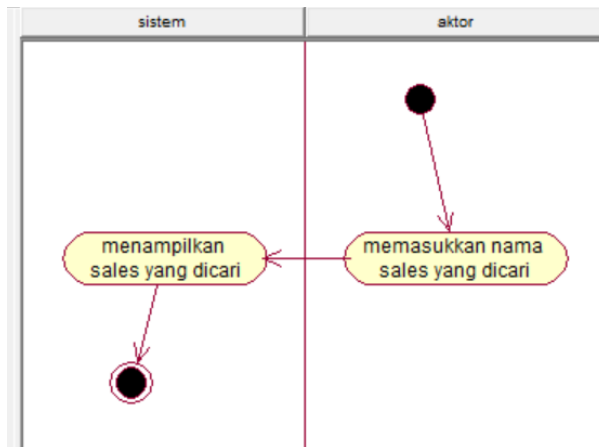 sistem
aktor
menampilkan
sales yang dicari
memasukkan nama
sales yang dicari